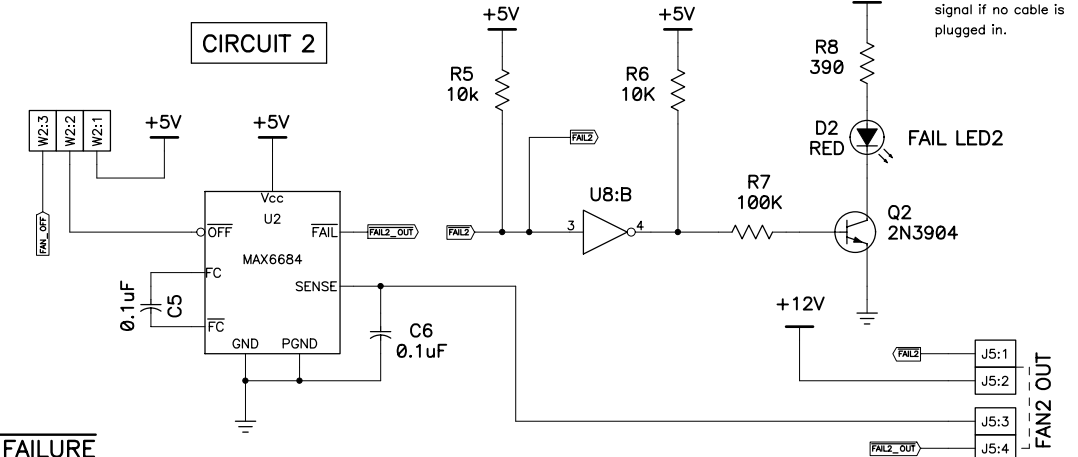 signal if no cable is
plugged in.
CIRCUIT 2
+5V
+5V
R8
390
R5
10k
R6
10K
W2:3
W2:2
W2:1
+5V
+5V
FAIL2
D2
RED
FAIL LED2
Vcc
U2
OFF
FAIL
MAX6684
FC
SENSE
FC
GND
PGND
FAN_OFF
FAIL2_OUT
FAIL2
3
U8:B
4
R7
100K
Q2
2N3904
0.1uF
C5
C6
0.1uF
+12V
FAIL2
J5:1
J5:2
J5:3
FAIL2_OUT
J5:4
FAN2 OUT
FAILURE